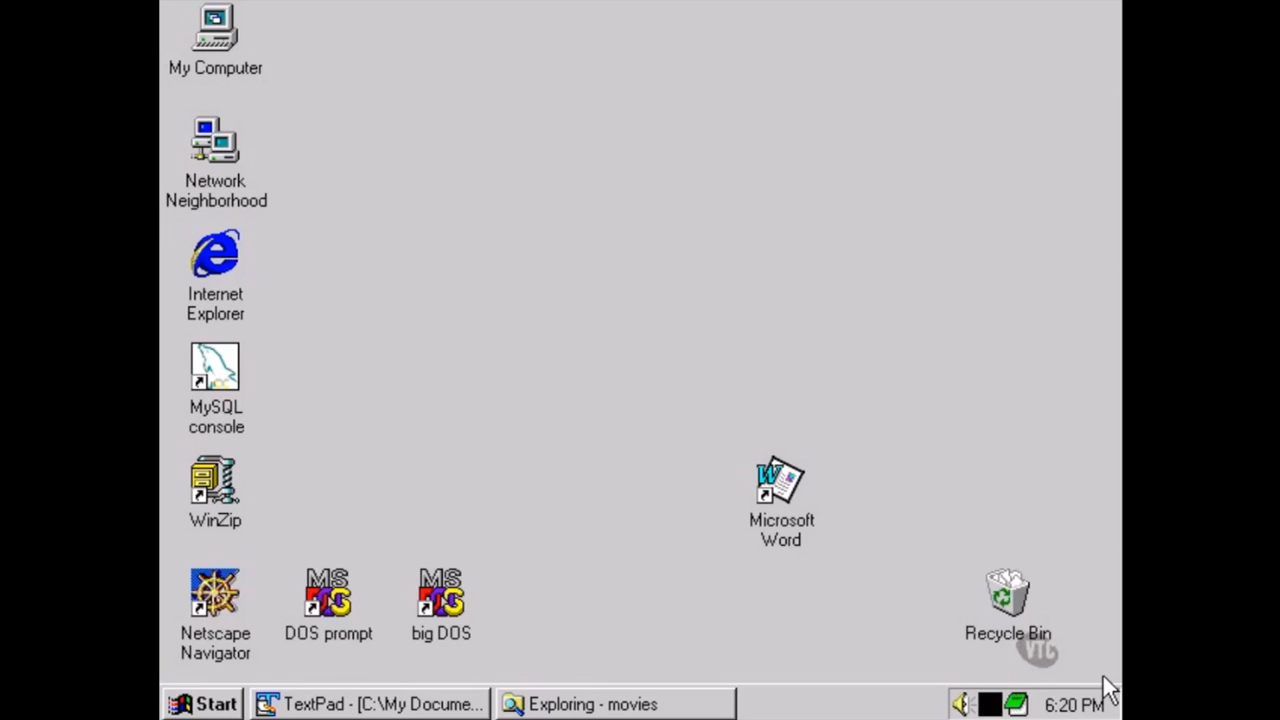 My Computer
Network
Neighborhood
Internet
Explorer
MySQL
console
WinZip
Microsoft
Word
Netscape
Navigator
DOS prompt
big DOS
Recycle Bin
VTC
Start
TextPad - [C:\My Docume...
Exploring - movies
6:20 PM